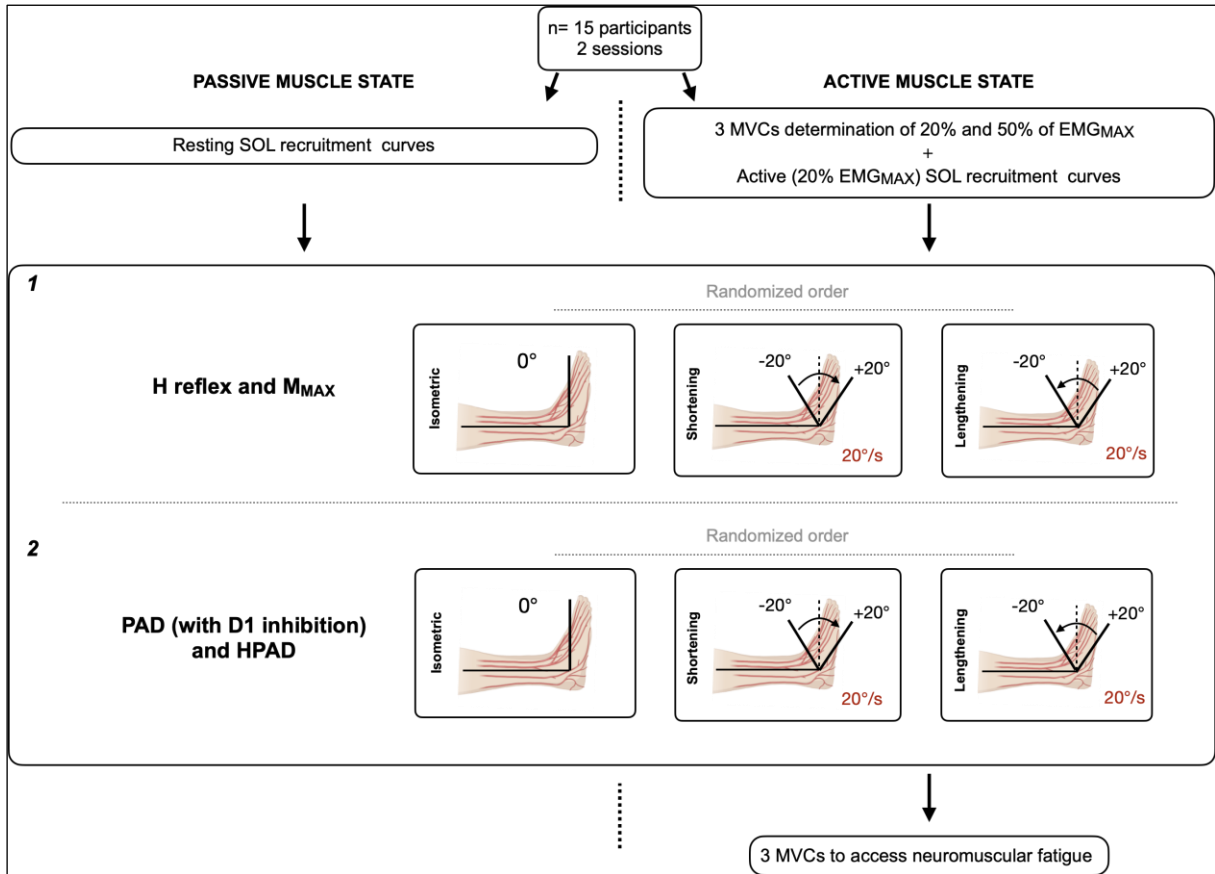 n= 15 participants
2 sessions
PASSIVE MUSCLE STATE
ACTIVE MUSCLE STATE
Resting SOL recruitment curves
3 MVCs determination of 20% and 50% of EMGMAX
+
Active (20% EMGMAX) SOL recruitment curves
1
Randomized order
H reflex and MMAX
Isometric
0°
Shortening
-20°
+20°
20°/s
Lengthening
-20°
+20°
20°/s
2
Randomized order
PAD (with D1 inhibition)
and HPAD
Isometric
0°
Shortening
-20°
+20°
20°/s
Lengthening
-20°
+20°
20°/s
3 MVCs to access neuromuscular fatigue